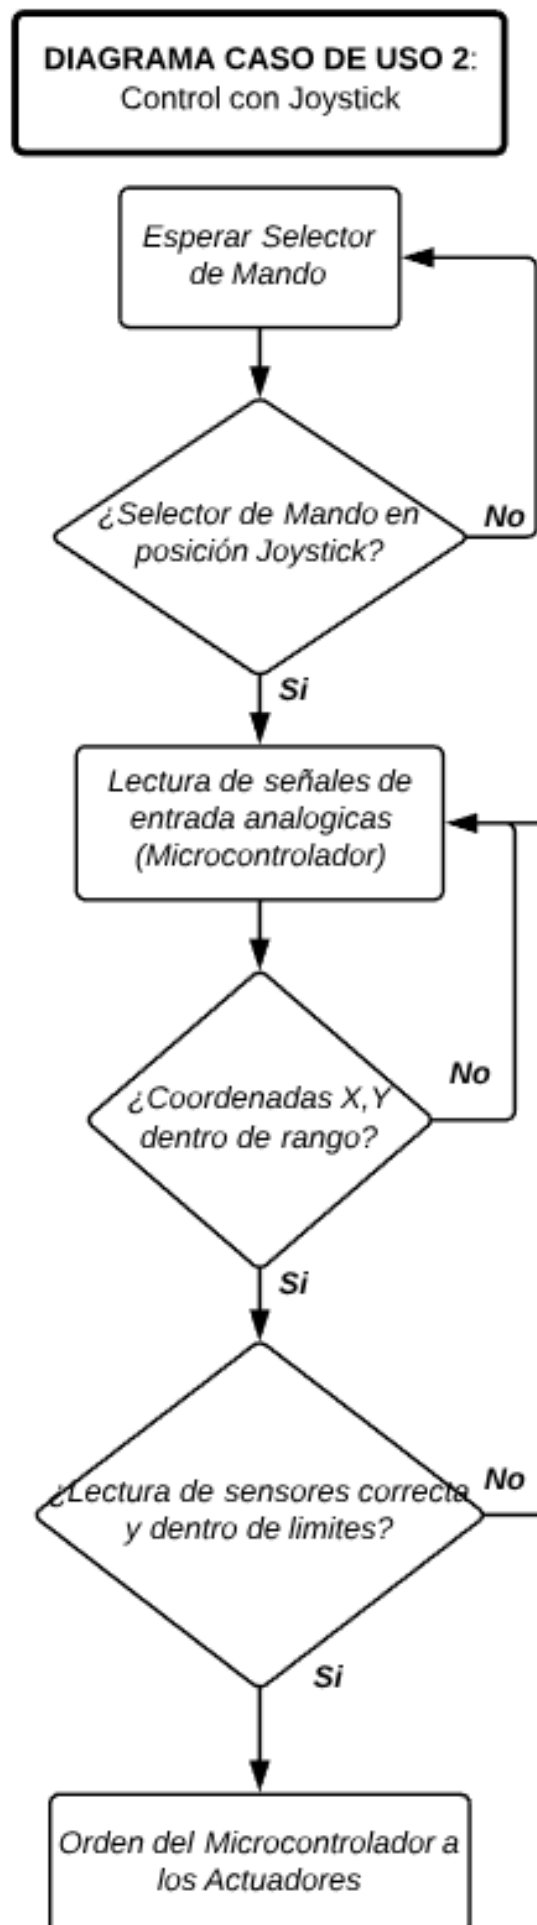 DIAGRAMA CASO DE USO 2:
Control con Joystick
Esperar Selector
de Mando
¿Selector de Mando en
posición Joystick?
No
Si
Lectura de señales de
entrada analogicas
(Microcontrolador)
No
¿Coordenadas X,Y
dentro de rango?
Si
¿Lectura de sensores correcta
y dentro de limites?
No
Si
Orden del Microcontrolador a
los Actuadores